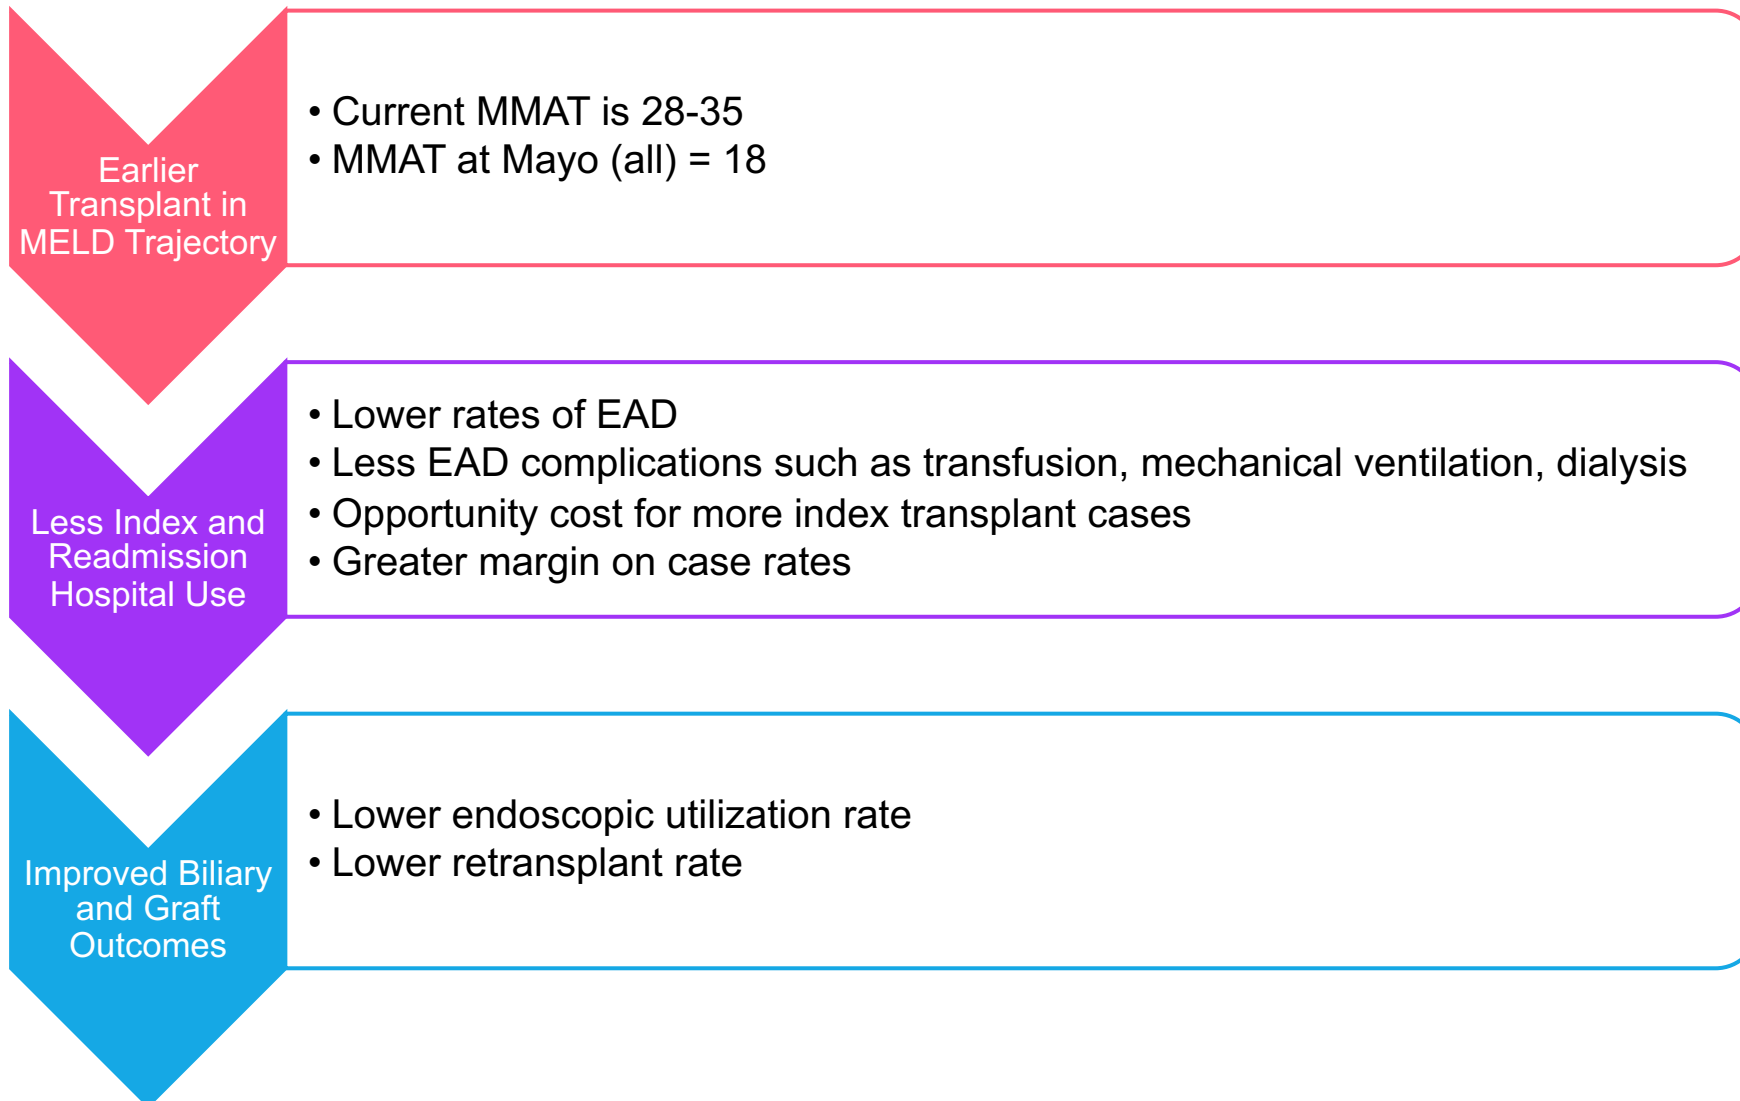 Earlier
Transplant in
MELD Trajectory
• Current MMAT is 28-35
• MMAT at Mayo (all) = 18
Less Index and
Readmission
Hospital Use
• Lower rates of EAD
• Less EAD complications such as transfusion, mechanical ventilation, dialysis
• Opportunity cost for more index transplant cases
• Greater margin on case rates
Improved Biliary
and Graft
Outcomes
• Lower endoscopic utilization rate
• Lower retransplant rate